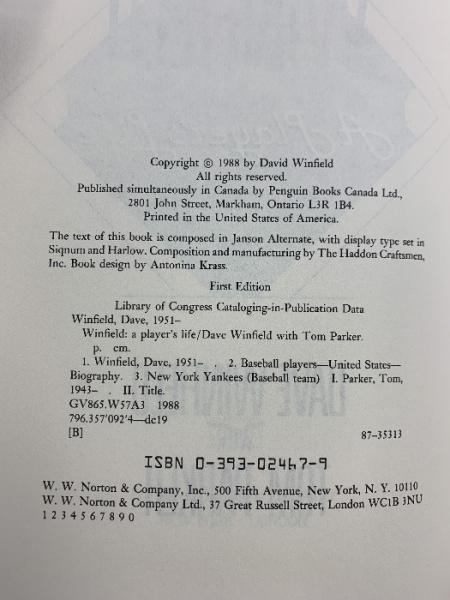 Copyright © 1988 by David Winfield
All rights reserved.
Published simultaneously in Canada by Penguin Books Canada Ltd.,
2801 John Street, Markham, Ontario L3R 1B4.
Printed in the United States of America.
The text of this book is composed in Janson Alternate, with display type set in
Siqnum and Harlow. Composition and manufacturing by The Haddon Craftsmen,
Inc. Book design by Antonina Krass.
First Edition
Library of Congress Cataloging-in-Publication Data
Winfield, Dave, 1951–
Winfield: a player's life/Dave Winfield with Tom Parker.
p. cm.
1. Winfield, Dave, 1951– . 2. Baseball players—United States—
Biography. 3. New York Yankees (Baseball team) I. Parker, Tom,
1943– . II. Title.
GV865.W57A3 1988
796.357'092'4—dc19
[B] 87-35313
ISBN 0-393-02467-9
W. W. Norton & Company, Inc., 500 Fifth Avenue, New York, N. Y. 10110
W. W. Norton & Company Ltd., 37 Great Russell Street, London WC1B 3NU
1 2 3 4 5 6 7 8 9 0